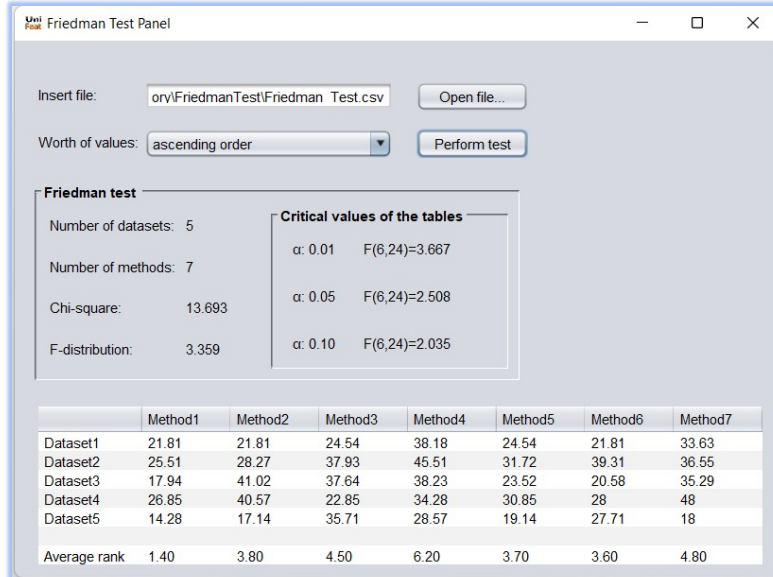 Uni Feat Friedman Test Panel
Insert file: ory\FriedmanTest\Friedman_Test.csv Open file...
Worth of values: ascending order Perform test
Friedman test
Number of datasets: 5
Number of methods: 7
Chi-square: 13.693
F-distribution: 3.359
Critical values of the tables
α: 0.01 F(6,24)=3.667
α: 0.05 F(6,24)=2.508
α: 0.10 F(6,24)=2.035
Method1 Method2 Method3 Method4 Method5 Method6 Method7
Dataset1 21.81 21.81 24.54 38.18 24.54 21.81 33.63
Dataset2 25.51 28.27 37.93 45.51 31.72 39.31 36.55
Dataset3 17.94 41.02 37.64 38.23 23.52 20.58 35.29
Dataset4 26.85 40.57 22.85 34.28 30.85 28 48
Dataset5 14.28 17.14 35.71 28.57 19.14 27.71 18
Average rank 1.40 3.80 4.50 6.20 3.70 3.60 4.80